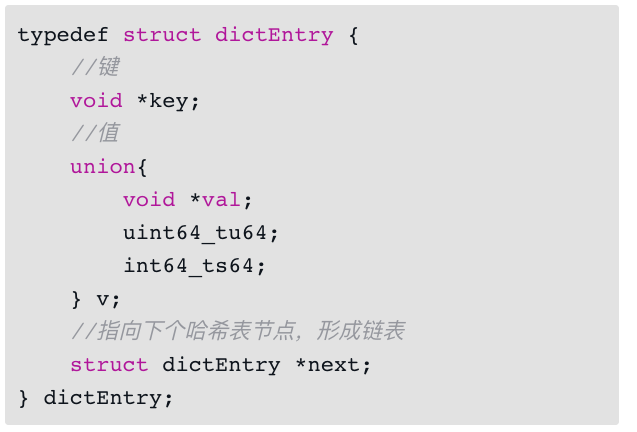 typedef struct dictEntry {
    //键
    void *key;
    //值
    union{
        void *val;
        uint64_tu64;
        int64_ts64;
    } v;
    //指向下个哈希表节点，形成链表
    struct dictEntry *next;
} dictEntry;